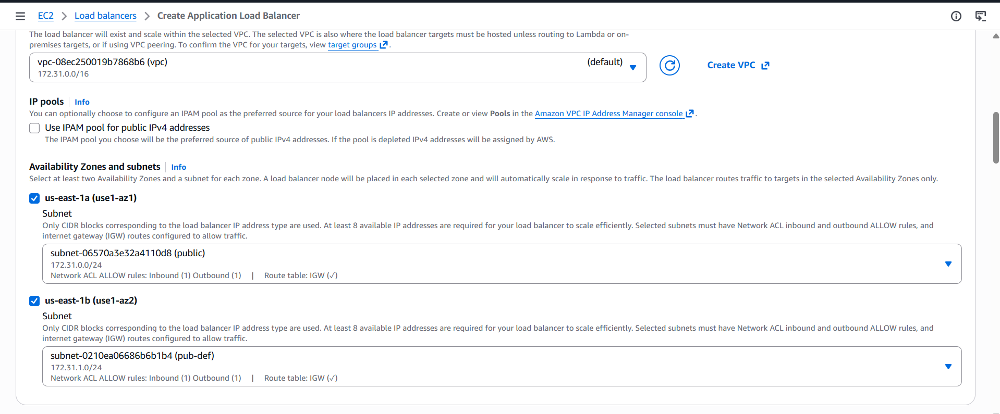 EC2 > Load balancers > Create Application Load Balancer
The load balancer will exist and scale within the selected VPC. The selected VPC is also where the load balancer targets must be hosted unless routing to Lambda or on-
premises targets, or if using VPC peering. To confirm the VPC for your targets, view target groups.
vpc-08ec250019b7868b6 (vpc) (default)
172.31.0.0/16
Create VPC
IP pools | Info
You can optionally choose to configure an IPAM pool as the preferred source for your load balancers IP addresses. Create or view Pools in the Amazon VPC IP Address Manager console.
Use IPAM pool for public IPv4 addresses
The IPAM pool you choose will be the preferred source of public IPv4 addresses. If the pool is depleted IPv4 addresses will be assigned by AWS.
Availability Zones and subnets | Info
Select at least two Availability Zones and a subnet for each zone. A load balancer node will be placed in each selected zone and will automatically scale in response to traffic. The load balancer routes traffic to targets in the selected Availability Zones only.
us-east-1a (use1-az1)
Subnet
Only CIDR blocks corresponding to the load balancer IP address type are used. At least 8 available IP addresses are required for your load balancer to scale efficiently. Selected subnets must have Network ACL inbound and outbound ALLOW rules, and
internet gateway (IGW) routes configured to allow traffic.
subnet-06570a3e32a4110d8 (public)
172.31.0.0/24
Network ACL ALLOW rules: Inbound (1) Outbound (1) | Route table: IGW (✓)
us-east-1b (use1-az2)
Subnet
Only CIDR blocks corresponding to the load balancer IP address type are used. At least 8 available IP addresses are required for your load balancer to scale efficiently. Selected subnets must have Network ACL inbound and outbound ALLOW rules, and
internet gateway (IGW) routes configured to allow traffic.
subnet-0210ea06686b6b1b4 (pub-def)
172.31.1.0/24
Network ACL ALLOW rules: Inbound (1) Outbound (1) | Route table: IGW (✓)